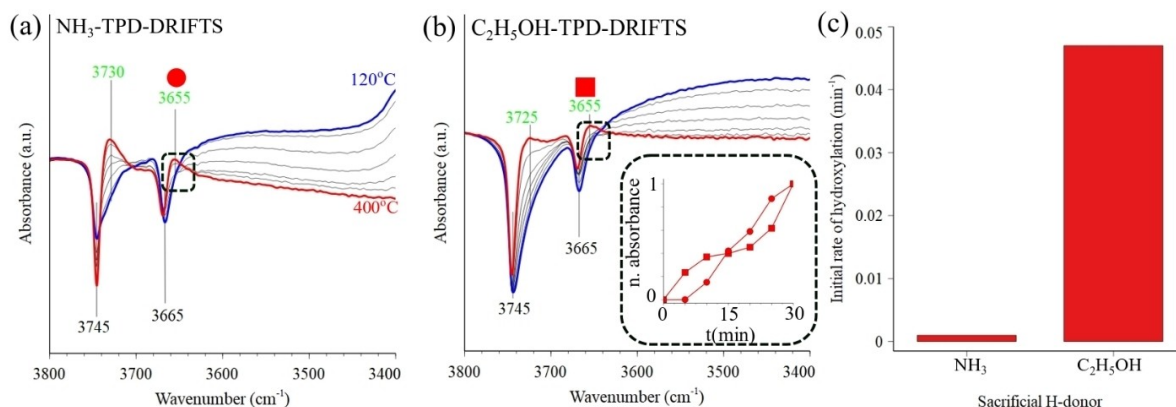 (a) NH₃-TPD-DRIFTS
3730
3655
120°C
400°C
3745
3665
Absorbance (a.u.)
3800 3700 3600 3500 3400
Wavenumber (cm⁻¹)
(b) C₂H₅OH-TPD-DRIFTS
3725
3655
3745
3665
Absorbance (a.u.)
1
0
n. absorbance
0 15 30
t(min)
3800 3700 3600 3500 3400
Wavenumber (cm⁻¹)
(c)
Initial rate of hydroxylation (min⁻¹)
0.05
0.04
0.03
0.02
0.01
0
NH₃ C₂H₅OH
Sacrificial H-donor